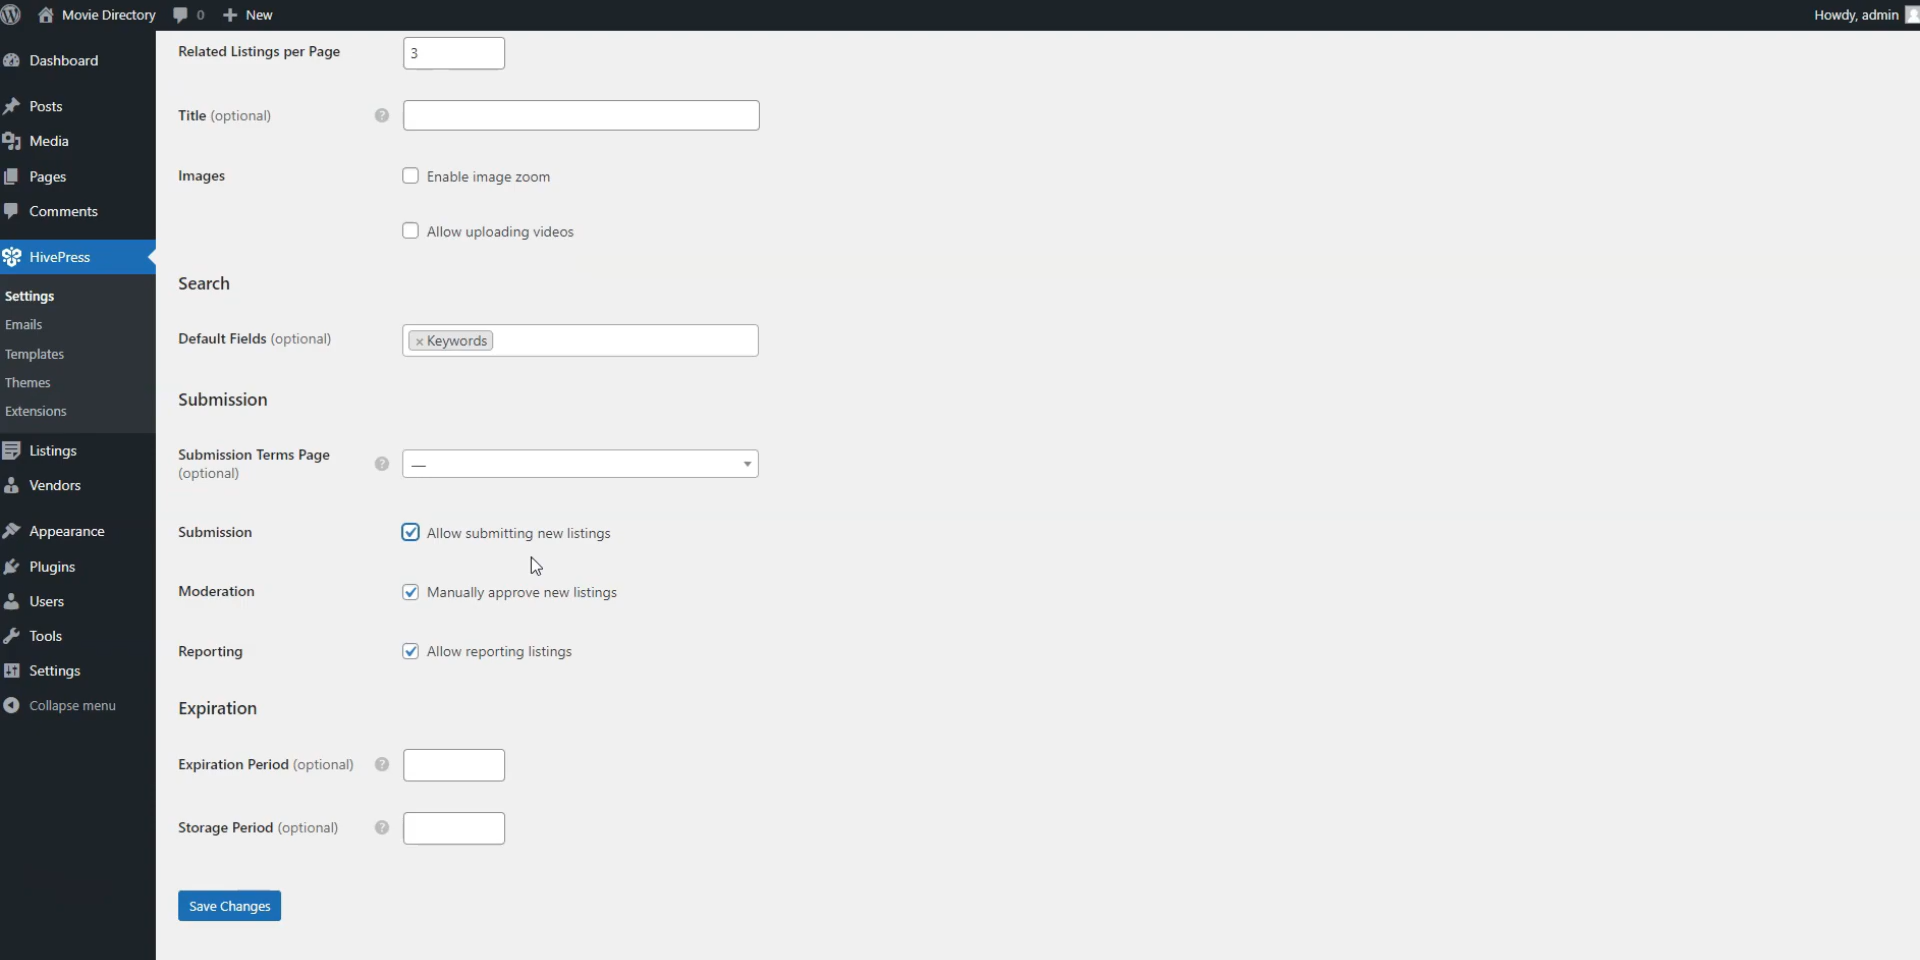 Movie Directory
0
New
Howdy, admin
Dashboard
Posts
Media
Pages
Comments
HivePress
Settings
Emails
Templates
Themes
Extensions
Listings
Vendors
Appearance
Plugins
Users
Tools
Settings
Collapse menu
Related Listings per Page
3
Title (optional)
?
Images
Enable image zoom
Allow uploading videos
Search
Default Fields (optional)
× Keywords
Submission
Submission Terms Page
(optional)
?
—
Submission
Allow submitting new listings
Moderation
Manually approve new listings
Reporting
Allow reporting listings
Expiration
Expiration Period (optional)
?
Storage Period (optional)
?
Save Changes